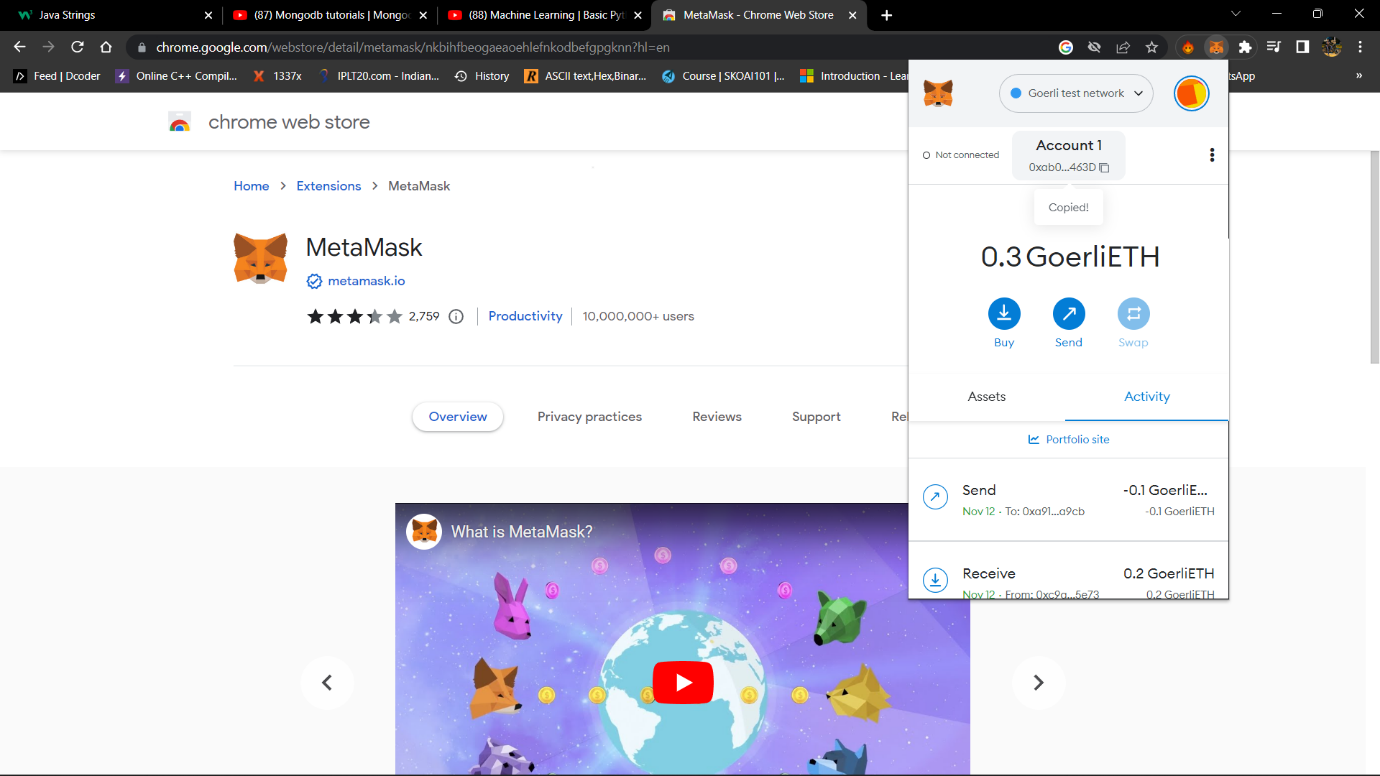 Java Strings
(87) Mongodb tutorials | Mongo
(88) Machine Learning | Basic Pyt
MetaMask - Chrome Web Store
chrome.google.com/webstore/detail/metamask/nkbihfbeogaeaoehlefnkodbefgpgknn?hl=en
Feed | Dcoder
Online C++ Compil...
1337x
IPLT20.com - Indian...
History
ASCII text,Hex,Binar...
Course | SKOAI101 |...
Introduction - Lea
tsApp
»
chrome web store
Home > Extensions > MetaMask
MetaMask
metamask.io
2,759
Productivity
10,000,000+ users
Overview
Privacy practices
Reviews
Support
Rel
What is MetaMask?
Goerli test network
Not connected
Account 1
0xab0...463D
Copied!
0.3 GoerliETH
Buy
Send
Swap
Assets
Activity
Portfolio site
Send
-0.1 GoerliE...
Nov 12 · To: 0xa91...a9cb
-0.1 GoerliETH
Receive
0.2 GoerliETH
Nov 12 · From: 0xc9a...5e73
0.2 GoerliETH